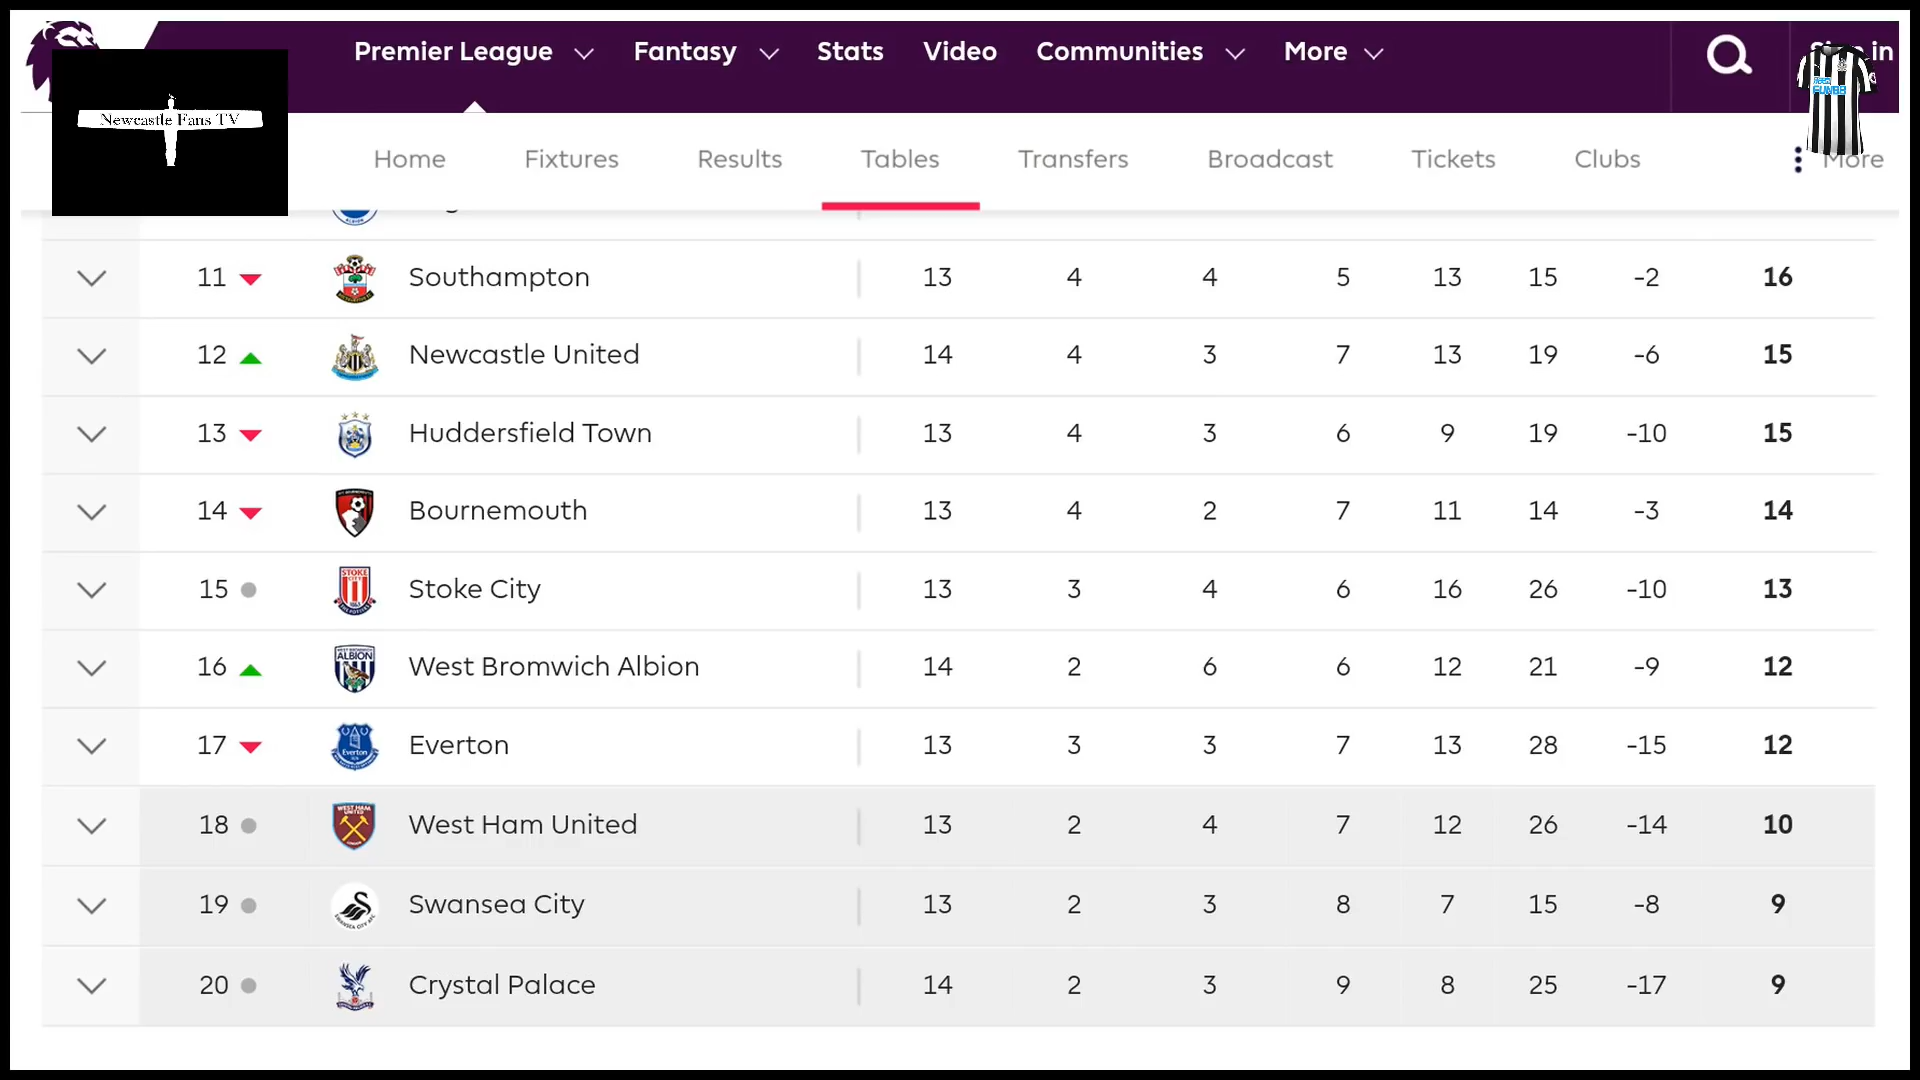 Premier League Fantasy Stats Video Communities More Sign in
Newcastle Fans TV
FUN88
Home Fixtures Results Tables Transfers Broadcast Tickets Clubs More
11 Southampton 13 4 4 5 13 15 -2 16
12 Newcastle United 14 4 3 7 13 19 -6 15
13 Huddersfield Town 13 4 3 6 9 19 -10 15
14 Bournemouth 13 4 2 7 11 14 -3 14
15 Stoke City 13 3 4 6 16 26 -10 13
16 West Bromwich Albion 14 2 6 6 12 21 -9 12
17 Everton 13 3 3 7 13 28 -15 12
18 West Ham United 13 2 4 7 12 26 -14 10
19 Swansea City 13 2 3 8 7 15 -8 9
20 Crystal Palace 14 2 3 9 8 25 -17 9